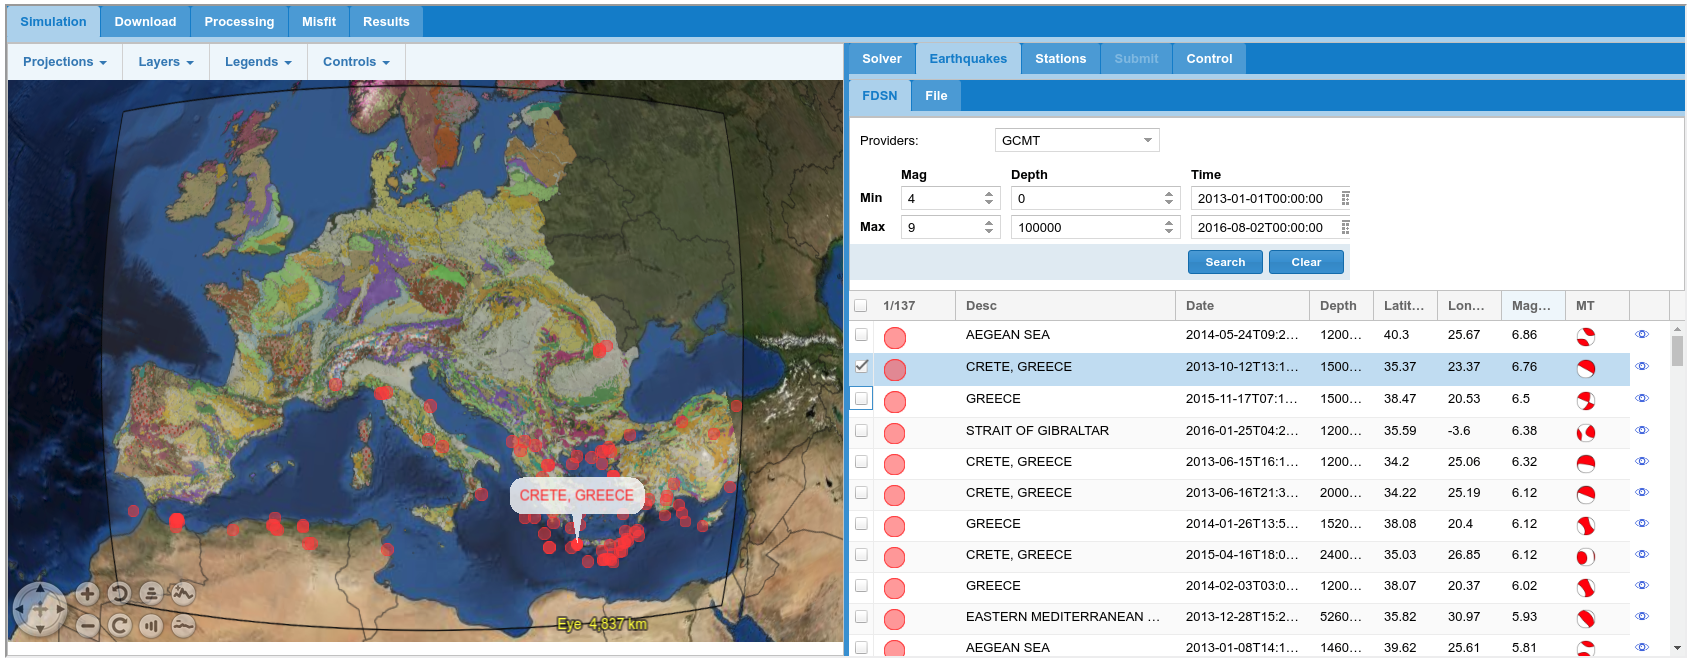 Simulation Download Processing Misfit Results
Projections Layers Legends Controls
CRETE, GREECE
Eye 4,837 km
Solver Earthquakes Stations Submit Control
FDSN File
Providers: GCMT
Mag Depth Time
Min 4 0 2013-01-01T00:00:00
Max 9 100000 2016-08-02T00:00:00
Search Clear
1/137 Desc Date Depth Latit... Lon... Mag... MT
AEGEAN SEA 2014-05-24T09:2... 1200... 40.3 25.67 6.86
CRETE, GREECE 2013-10-12T13:1... 1500... 35.37 23.37 6.76
GREECE 2015-11-17T07:1... 1500... 38.47 20.53 6.5
STRAIT OF GIBRALTAR 2016-01-25T04:2... 1200... 35.59 -3.6 6.38
CRETE, GREECE 2013-06-15T16:1... 1200... 34.2 25.06 6.32
CRETE, GREECE 2013-06-16T21:3... 2000... 34.22 25.19 6.12
GREECE 2014-01-26T13:5... 1520... 38.08 20.4 6.12
CRETE, GREECE 2015-04-16T18:0... 2400... 35.03 26.85 6.12
GREECE 2014-02-03T03:0... 1200... 38.07 20.37 6.02
EASTERN MEDITERRANEAN ... 2013-12-28T15:2... 5260... 35.82 30.97 5.93
AEGEAN SEA 2013-01-08T14:1... 1460... 39.62 25.61 5.81